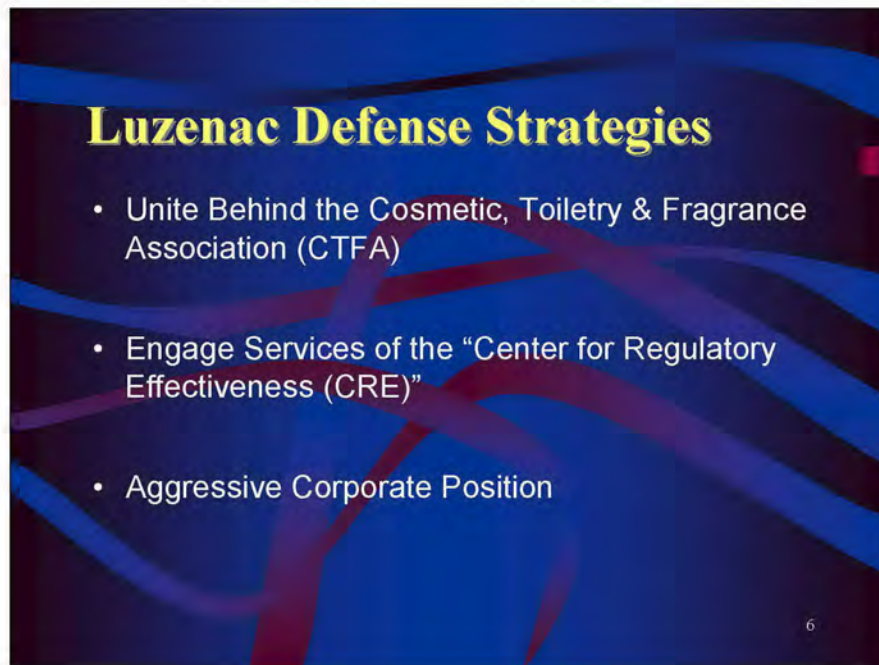 Luzenac Defense Strategies
• Unite Behind the Cosmetic, Toiletry & Fragrance
Association (CTFA)
• Engage Services of the “Center for Regulatory
Effectiveness (CRE)”
• Aggressive Corporate Position
6